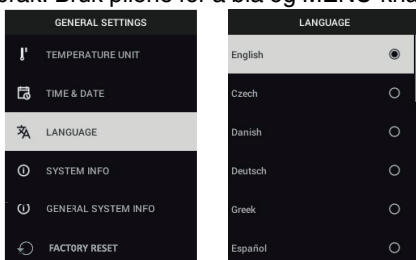 GENERAL SETTINGS
TEMPERATURE UNIT
TIME & DATE
LANGUAGE
SYSTEM INFO
GENERAL SYSTEM INFO
FACTORY RESET
LANGUAGE
English
Czech
Danish
Deutsch
Greek
Español